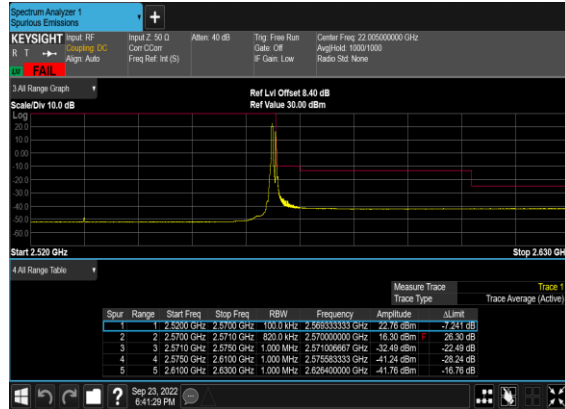 Spectrum Analyzer 1
Spurious Emissions
KEYSIGHT Input: RF Input Z: 50 Ω Atten: 40 dB Trig: Free Run Center Freq: 22.005000000 GHz
R T Coupling: DC Corr CCorr Gate: Off Avg|Hold: 1000/1000
Align: Auto Freq Ref: Int (S) IF Gain: Low Radio Std: None
FAIL
3 All Range Graph
Ref Lvl Offset 8.40 dB
Scale/Div 10.0 dB Ref Value 30.00 dBm
Log
20.0
10.0
0.00
-10.0
-20.0
-30.0
-40.0
-50.0
-60.0
Start 2.520 GHz Stop 2.630 GH
4 All Range Table
Measure Trace Trace 1
Trace Type Trace Average (Active)
Spur Range Start Freq Stop Freq RBW Frequency Amplitude ΔLimit
1 1 2.5200 GHz 2.5700 GHz 100.0 kHz 2.569333333 GHz 22.76 dBm -7.241 dB
2 2 2.5700 GHz 2.5710 GHz 820.0 kHz 2.570000000 GHz 16.30 dBm F 26.30 dB
3 3 2.5710 GHz 2.5750 GHz 1.000 MHz 2.571006667 GHz -32.49 dBm -22.49 dB
4 4 2.5750 GHz 2.6100 GHz 1.000 MHz 2.575583333 GHz -41.24 dBm -28.24 dB
5 5 2.6100 GHz 2.6300 GHz 1.000 MHz 2.626400000 GHz -41.76 dBm -16.76 dB
Sep 23, 2022
6:41:29 PM